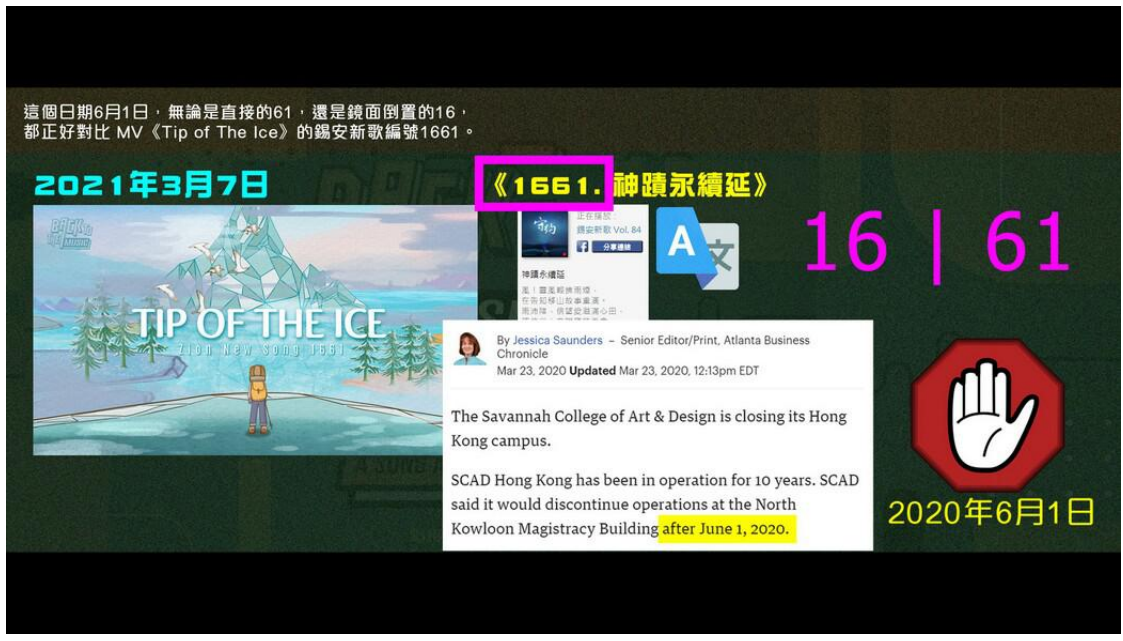 這個日期6月1日，無論是直接的61，還是鏡面倒置的16，
都正好對比 MV《Tip of The Ice》的錫安新歌編號1661。
2021年3月7日
《1661. 神蹟永續延》
16 | 61
BACK to
THE MUSIC
TIP OF THE ICE
Zion New Song 1661
守約
正在播放：
錫安新歌 Vol. 84
分享連結
神蹟永續延
A 文
By Jessica Saunders – Senior Editor/Print, Atlanta Business
Chronicle
Mar 23, 2020 Updated Mar 23, 2020, 12:13pm EDT
The Savannah College of Art & Design is closing its Hong
Kong campus.
SCAD Hong Kong has been in operation for 10 years. SCAD
said it would discontinue operations at the North
Kowloon Magistracy Building after June 1, 2020.
2020年6月1日